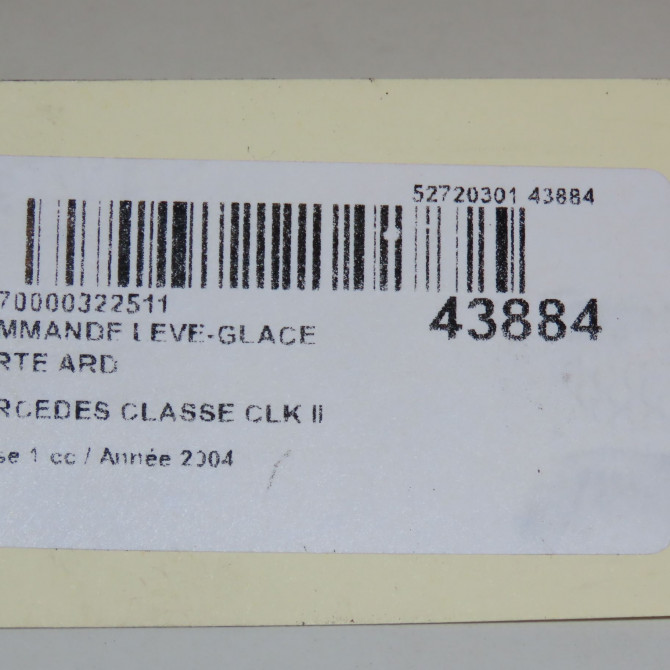 52720301 43884
70000322511
43884
MMANDE LEVE-GLACE
RTE ARD
RCEDES CLASSE CLK II
se 1 cc / Année 2004